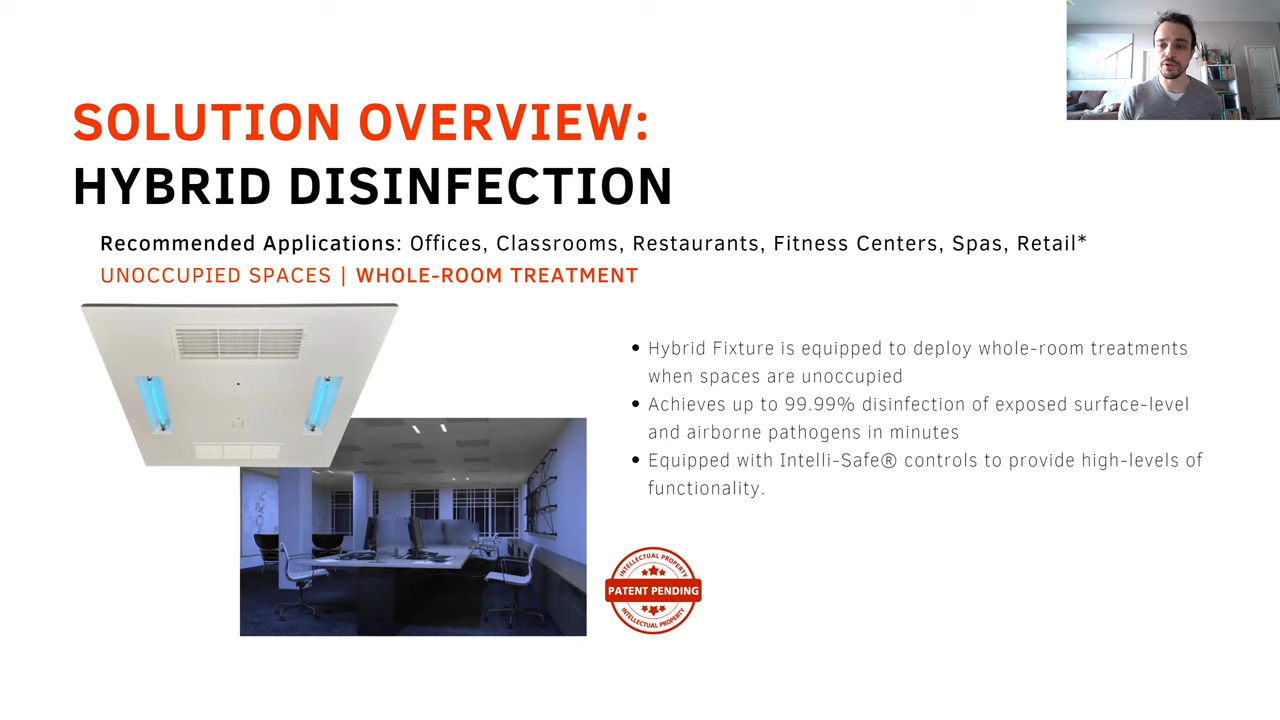 SOLUTION OVERVIEW:
HYBRID DISINFECTION
Recommended Applications: Offices, Classrooms, Restaurants, Fitness Centers, Spas, Retail*
UNOCCUPIED SPACES | WHOLE-ROOM TREATMENT
• Hybrid Fixture is equipped to deploy whole-room treatments
when spaces are unoccupied
• Achieves up to 99.99% disinfection of exposed surface-level
and airborne pathogens in minutes
• Equipped with Intelli-Safe® controls to provide high-levels of
functionality.
INTELLECTUAL PROPERTY
PATENT PENDING
INTELLECTUAL PROPERTY